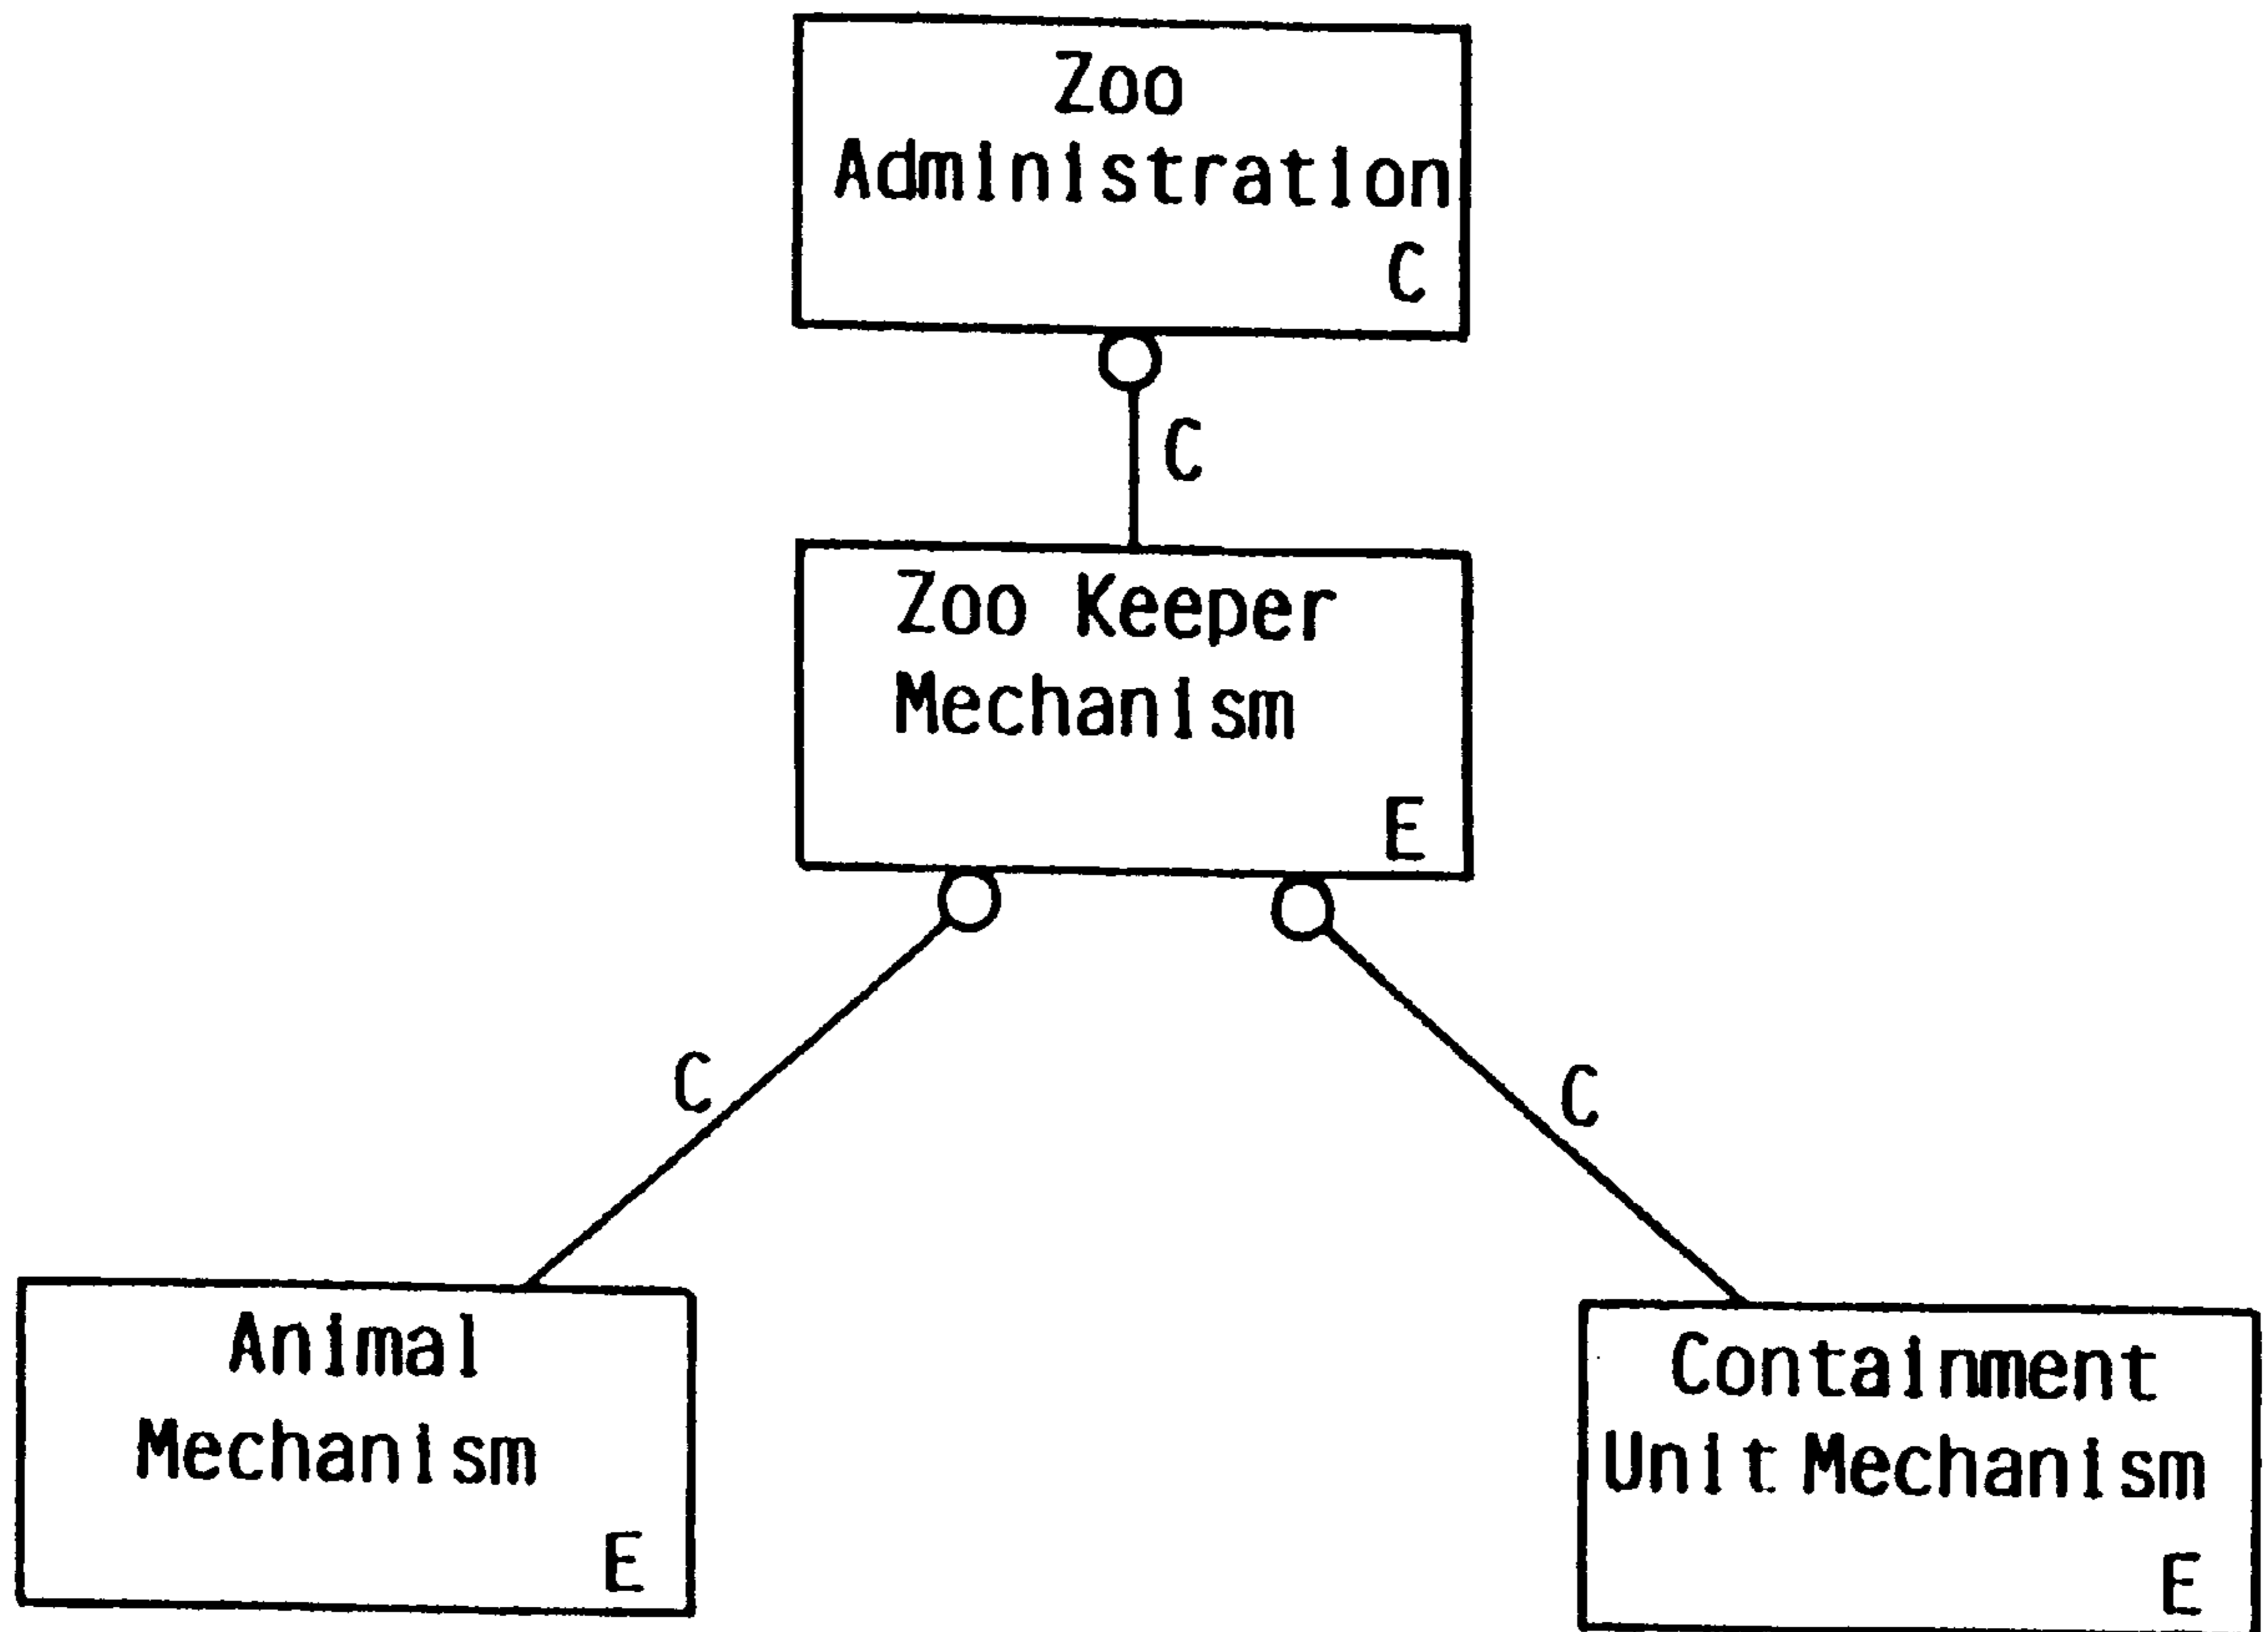 Zoo
Administration
C
C
Zoo Keeper
Mechanism
E
C
C
Animal
Mechanism
E
Containment
Unit Mechanism
E